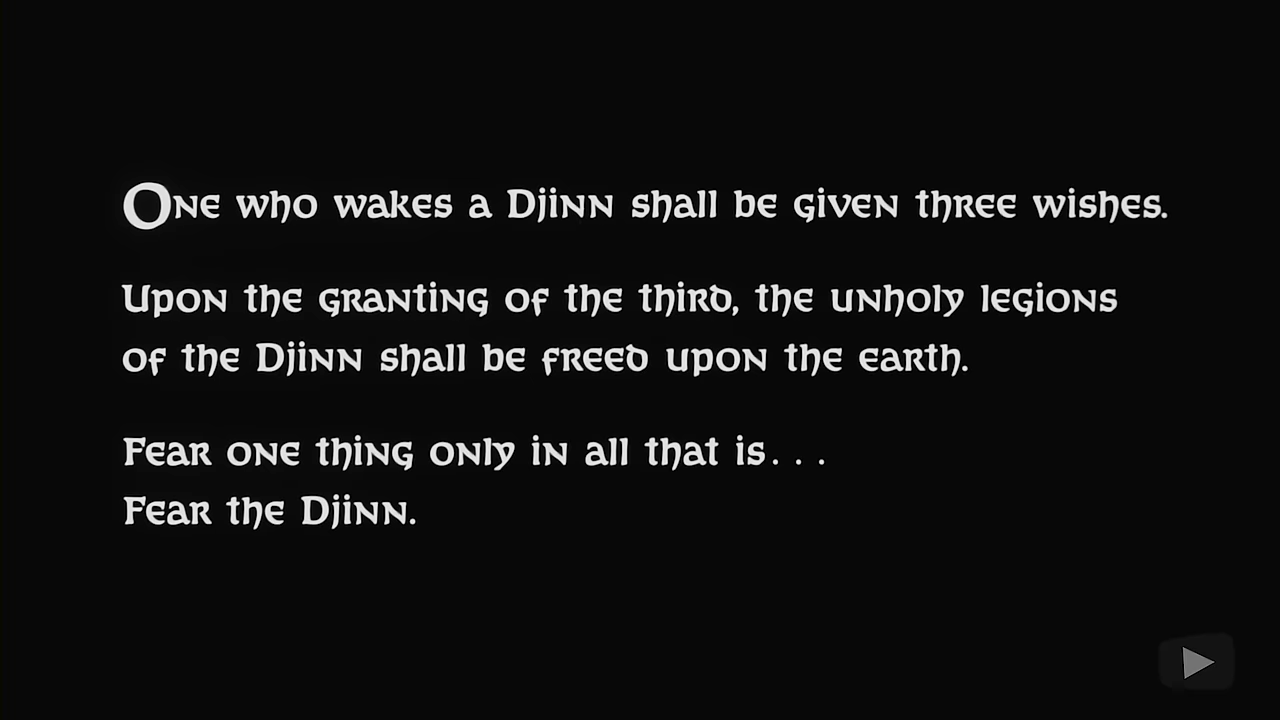 One who wakes a Djinn shall be given three wishes.
Upon the granting of the third, the unholy legions
of the Djinn shall be freed upon the earth.
Fear one thing only in all that is...
Fear the Djinn.